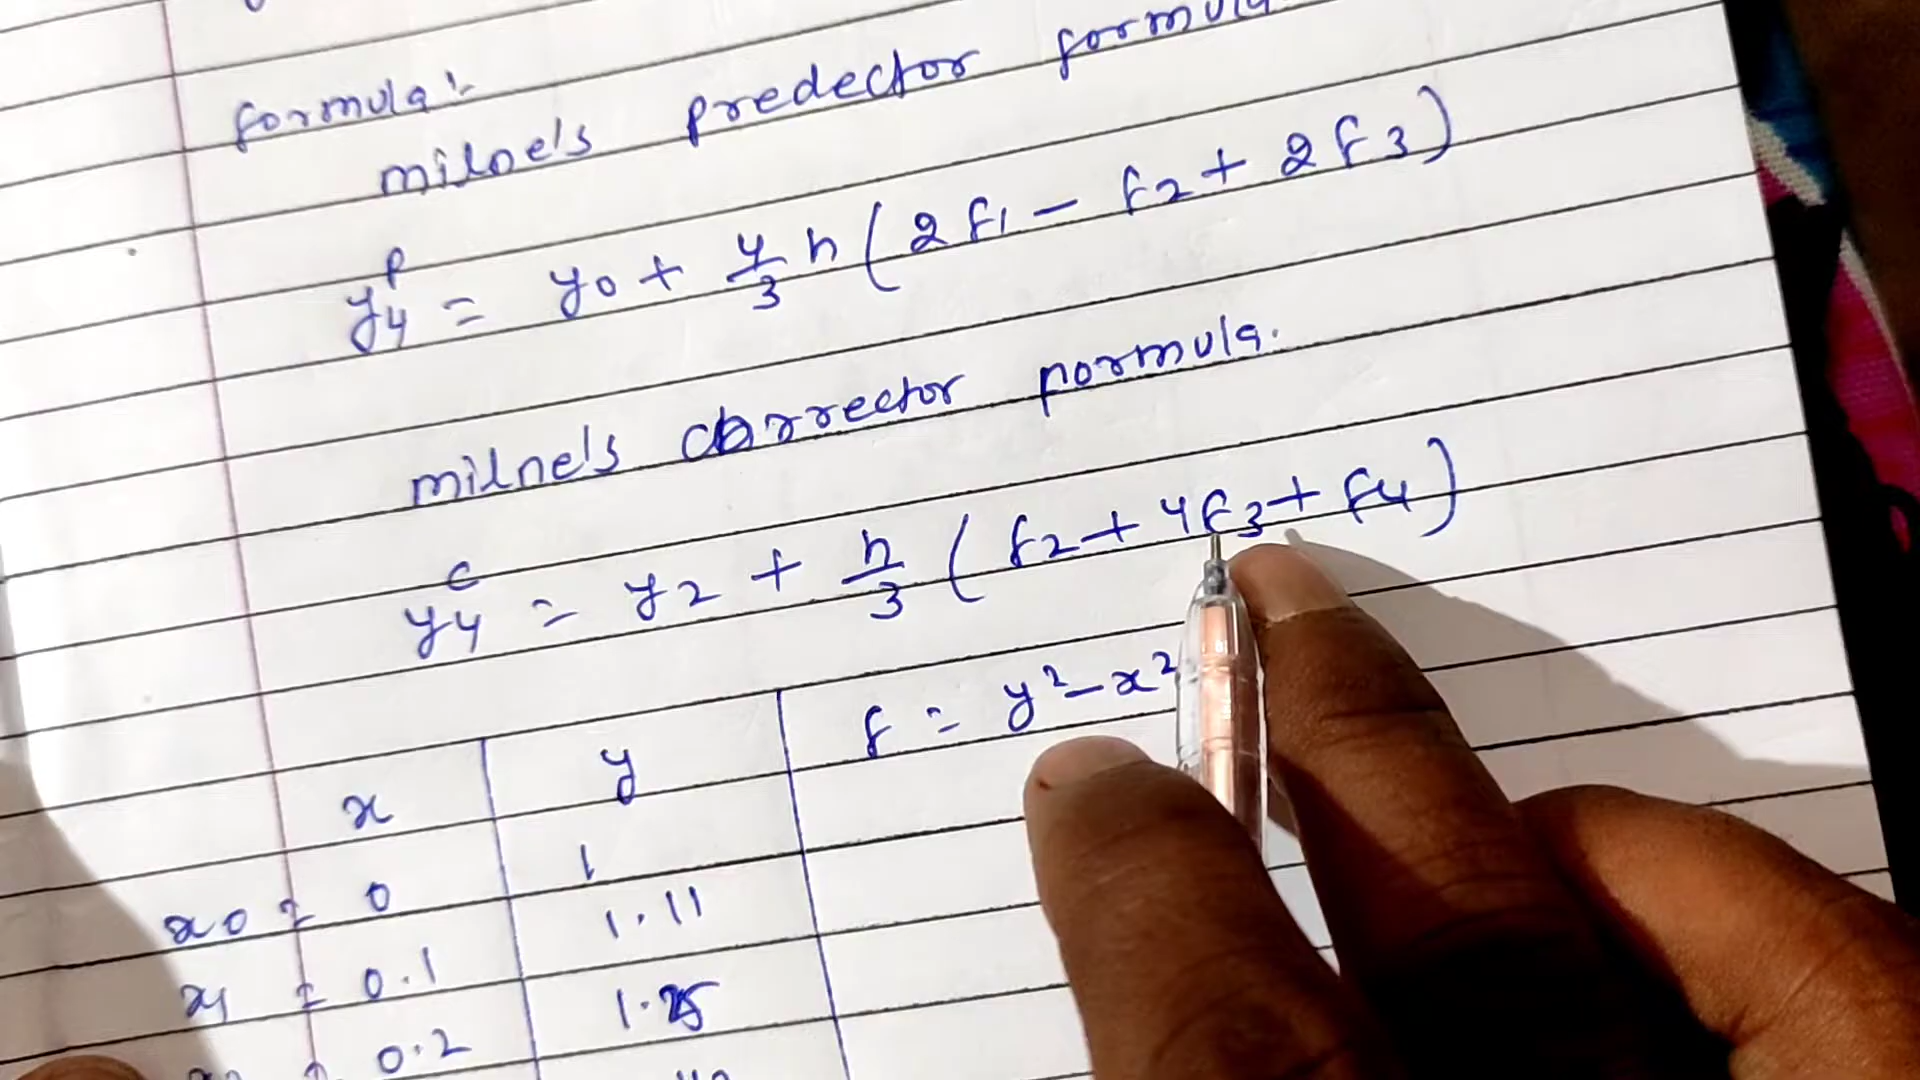 formula:-
milne's predector formula
y4^p = y0 + 4/3 h (2f1 - f2 + 2f3)
milne's corrector formula.
y4^c = y2 + h/3 (f2 + 4f3 + f4)
x y f = y² - x²
x0 = 0 1
x1 = 0.1 1.11
0.2 1.25